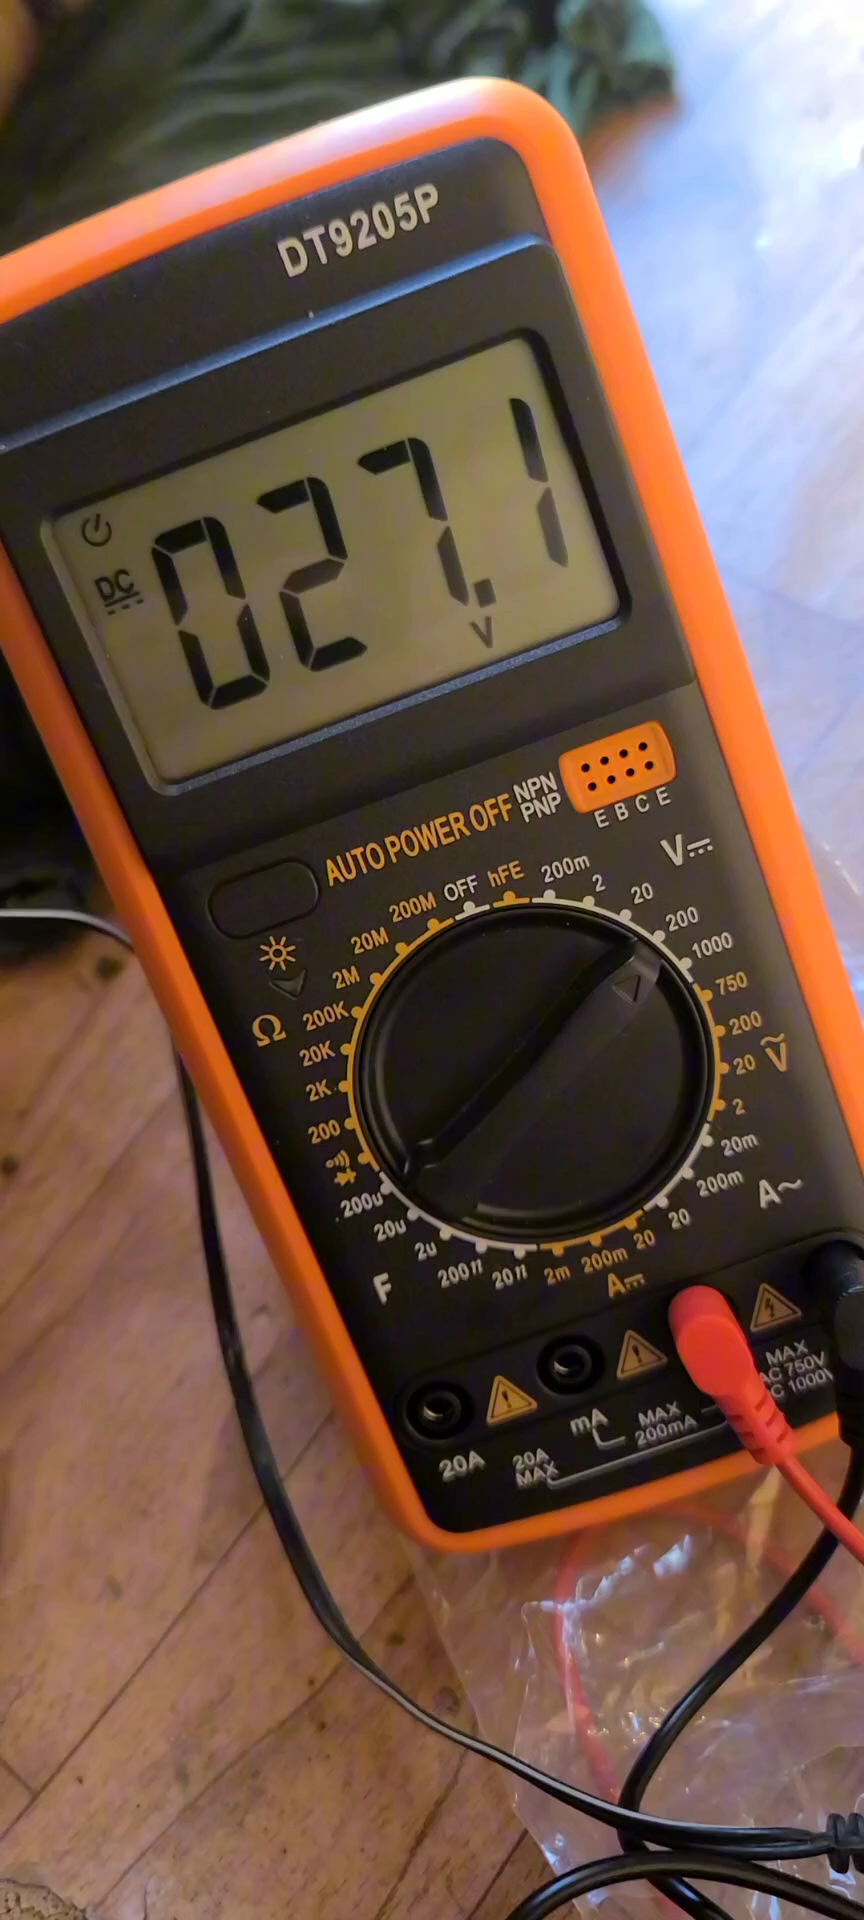 DT9205P
DC
027.1
V
AUTO POWER OFF
NPN
PNP
E B C E
V
OFF
hFE
200m
2
20
200
1000
750
200
20
2
Ṽ
20m
200m
20
A~
20
200m
2m
A
20n
200n
2u
20u
200u
F
200
2K
20K
200K
2M
20M
200M
Ω
20A
20A
MAX
mA
MAX
200mA
MAX
AC 750V
DC 1000V